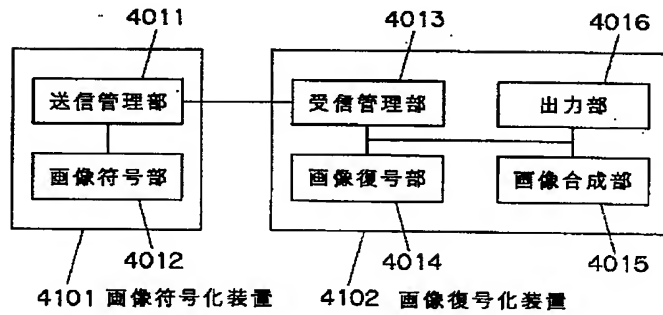 4011 4013 4016
送信管理部 受信管理部 出力部
画像符号部 画像復号部 画像合成部
4012 4014 4015
4101 画像符号化装置 4102 画像復号化装置